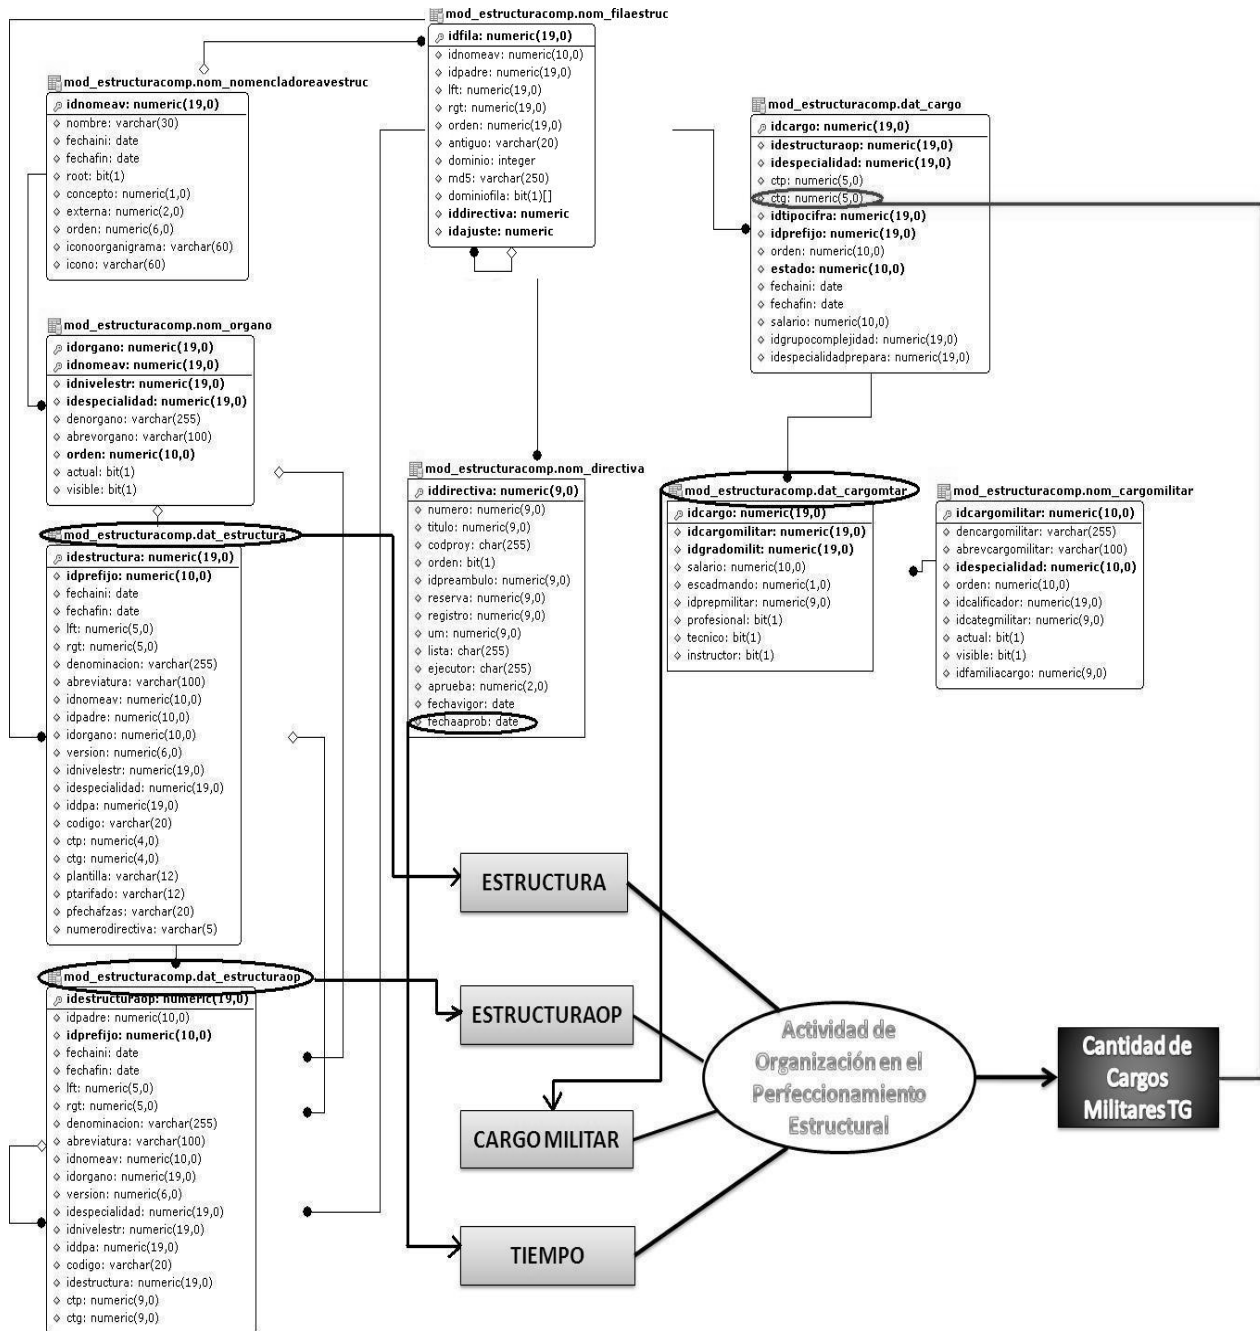 mod_estructuracomp.nom_filaestruc
idfila: numeric(19,0)
idnomeav: numeric(10,0)
idpadre: numeric(19,0)
lft: numeric(19,0)
rgt: numeric(19,0)
orden: numeric(19,0)
antiguo: varchar(20)
dominio: integer
md5: varchar(250)
dominiofila: bit(1)[]
iddirectiva: numeric
idajuste: numeric
mod_estructuracomp.nom_nomencladoreavestruc
idnomeav: numeric(19,0)
nombre: varchar(30)
fechaini: date
fechafin: date
root: bit(1)
concepto: numeric(1,0)
externa: numeric(2,0)
orden: numeric(6,0)
iconoorganigrama: varchar(60)
icono: varchar(60)
mod_estructuracomp.dat_cargo
idcargo: numeric(19,0)
idestructuraop: numeric(19,0)
idespecialidad: numeric(19,0)
ctp: numeric(5,0)
ctg: numeric(5,0)
idtipocifra: numeric(19,0)
idprefijo: numeric(19,0)
orden: numeric(10,0)
estado: numeric(10,0)
fechaini: date
fechafin: date
salario: numeric(10,0)
idgrupocomplejidad: numeric(19,0)
idespecialidadprepara: numeric(19,0)
mod_estructuracomp.nom_organo
idorgano: numeric(19,0)
idnomeav: numeric(19,0)
idnivelestr: numeric(19,0)
idespecialidad: numeric(19,0)
denorgano: varchar(255)
abrevorgano: varchar(100)
orden: numeric(10,0)
actual: bit(1)
visible: bit(1)
mod_estructuracomp.nom_directiva
iddirectiva: numeric(9,0)
numero: numeric(9,0)
titulo: numeric(9,0)
codproy: char(255)
orden: bit(1)
idpreambulo: numeric(9,0)
reserva: numeric(9,0)
registro: numeric(9,0)
um: numeric(9,0)
lista: char(255)
ejecutor: char(255)
aprueba: numeric(2,0)
fechavigor: date
fechaaprob: date
mod_estructuracomp.dat_cargomtar
idcargo: numeric(19,0)
idcargomilitar: numeric(19,0)
idgradomilit: numeric(19,0)
salario: numeric(10,0)
escadmando: numeric(1,0)
idprepmilitar: numeric(9,0)
profesional: bit(1)
tecnico: bit(1)
instructor: bit(1)
mod_estructuracomp.nom_cargomilitar
idcargomilitar: numeric(10,0)
dencargomilitar: varchar(255)
abrevcargomilitar: varchar(100)
idespecialidad: numeric(10,0)
orden: numeric(10,0)
idcalificador: numeric(19,0)
idcategmilitar: numeric(9,0)
actual: bit(1)
visible: bit(1)
idfamiliacargo: numeric(9,0)
mod_estructuracomp.dat_estructura
idestructura: numeric(19,0)
idprefijo: numeric(10,0)
fechaini: date
fechafin: date
lft: numeric(5,0)
rgt: numeric(5,0)
denominacion: varchar(255)
abreviatura: varchar(100)
idnomeav: numeric(10,0)
idpadre: numeric(10,0)
idorgano: numeric(10,0)
version: numeric(6,0)
idnivelestr: numeric(19,0)
idespecialidad: numeric(19,0)
iddpa: numeric(19,0)
codigo: varchar(20)
ctp: numeric(4,0)
ctg: numeric(4,0)
plantilla: varchar(12)
ptarifado: varchar(12)
pfechafzas: varchar(20)
numerodirectiva: varchar(5)
mod_estructuracomp.dat_estructuraop
idestructuraop: numeric(19,0)
idpadre: numeric(10,0)
idprefijo: numeric(10,0)
fechaini: date
fechafin: date
lft: numeric(5,0)
rgt: numeric(5,0)
denominacion: varchar(255)
abreviatura: varchar(100)
idnomeav: numeric(10,0)
idorgano: numeric(19,0)
version: numeric(6,0)
idespecialidad: numeric(19,0)
idnivelestr: numeric(19,0)
iddpa: numeric(19,0)
codigo: varchar(20)
idestructura: numeric(19,0)
ctp: numeric(9,0)
ctg: numeric(9,0)
ESTRUCTURA
ESTRUCTURAOP
CARGO MILITAR
TIEMPO
Actividad de
Organización en el
Perfeccionamiento
Estructural
Cantidad de
Cargos
Militares TG